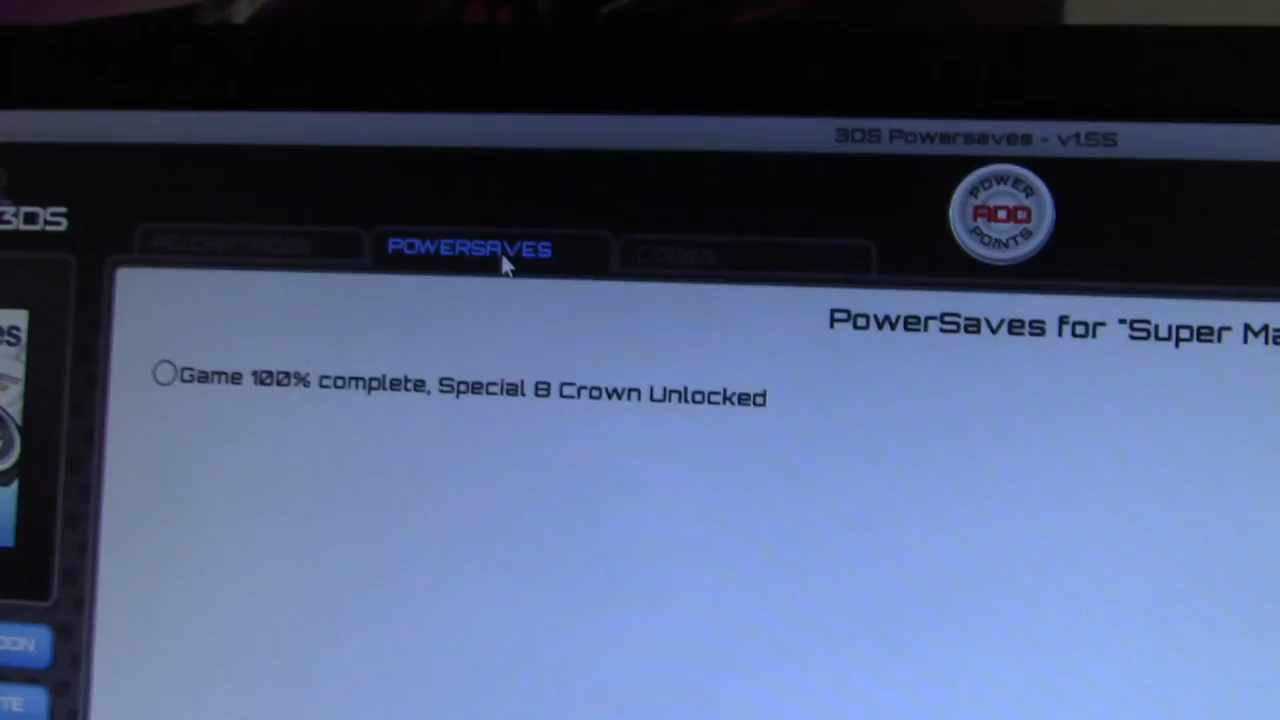 3DS Powersaves - v1.55
POWER
ADD
POINTS
3DS
POWERSAVES
CODES
PowerSaves for "Super Ma
Game 100% complete, Special 8 Crown Unlocked